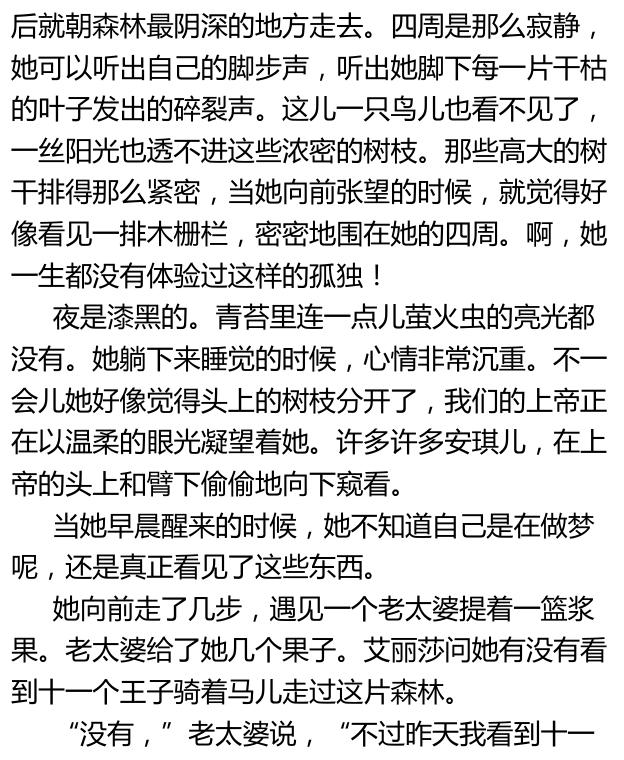 后就朝森林最阴深的地方走去。四周是那么寂静，
她可以听出自己的脚步声，听出她脚下每一片干枯
的叶子发出的碎裂声。这儿一只鸟儿也看不见了，
一丝阳光也透不进这些浓密的树枝。那些高大的树
干排得那么紧密，当她向前张望的时候，就觉得好
像看见一排木栅栏，密密地围在她的四周。啊，她
一生都没有体验过这样的孤独！
夜是漆黑的。青苔里连一点儿萤火虫的亮光都
没有。她躺下来睡觉的时候，心情非常沉重。不一
会儿她好像觉得头上的树枝分开了，我们的上帝正
在以温柔的眼光凝望着她。许多许多安琪儿，在上
帝的头上和臂下偷偷地向下窥看。
当她早晨醒来的时候，她不知道自己是在做梦
呢，还是真正看见了这些东西。
她向前走了几步，遇见一个老太婆提着一篮浆
果。老太婆给了她几个果子。艾丽莎问她有没有看
到十一个王子骑着马儿走过这片森林。
“没有，”老太婆说，“不过昨天我看到十一